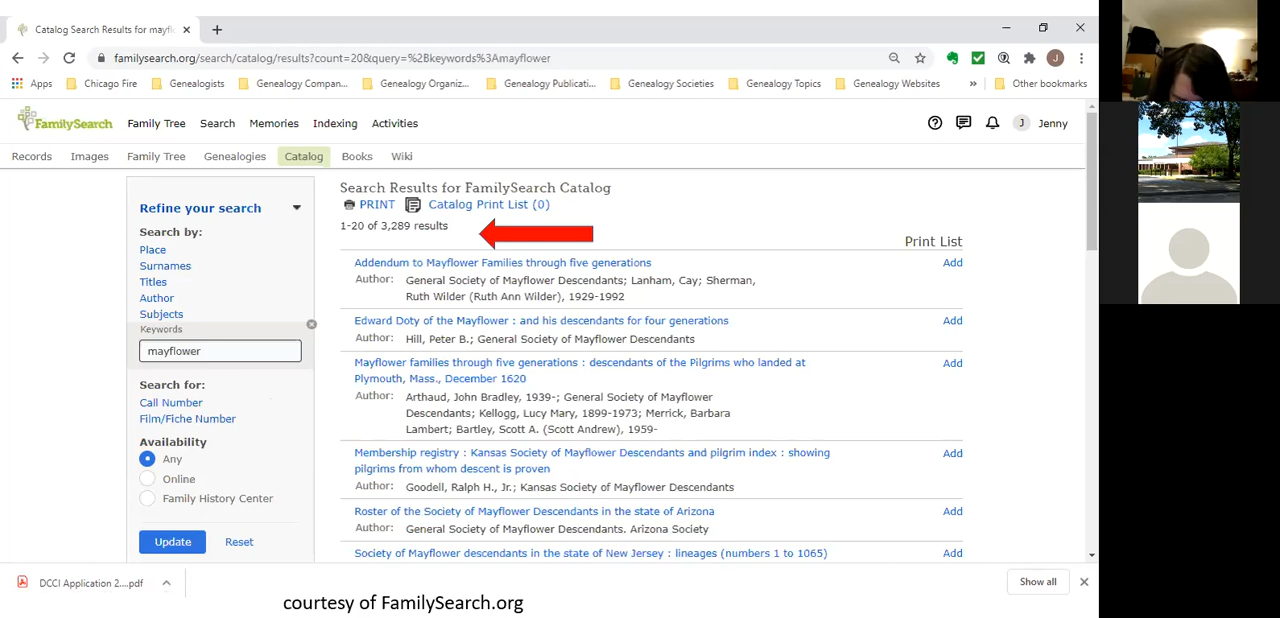 Catalog Search Results for mayfl
familysearch.org/search/catalog/results?count=20&query=%2Bkeywords%3Amayflower
J
Apps Chicago Fire Genealogists Genealogy Compan... Genealogy Organiz... Genealogy Publicati... Genealogy Societies Genealogy Topics Genealogy Websites » Other bookmarks
FamilySearch Family Tree Search Memories Indexing Activities J Jenny
Records Images Family Tree Genealogies Catalog Books Wiki
Refine your search
Search by:
Place
Surnames
Titles
Author
Subjects
Keywords
mayflower
Search for:
Call Number
Film/Fiche Number
Availability
Any
Online
Family History Center
Update Reset
Search Results for FamilySearch Catalog
PRINT Catalog Print List (0)
1-20 of 3,289 results
Print List
Addendum to Mayflower Families through five generations Add
Author: General Society of Mayflower Descendants; Lanham, Cay; Sherman,
Ruth Wilder (Ruth Ann Wilder), 1929-1992
Edward Doty of the Mayflower : and his descendants for four generations Add
Author: Hill, Peter B.; General Society of Mayflower Descendants
Mayflower families through five generations : descendants of the Pilgrims who landed at Add
Plymouth, Mass., December 1620
Author: Arthaud, John Bradley, 1939-; General Society of Mayflower
Descendants; Kellogg, Lucy Mary, 1899-1973; Merrick, Barbara
Lambert; Bartley, Scott A. (Scott Andrew), 1959-
Membership registry : Kansas Society of Mayflower Descendants and pilgrim index : showing Add
pilgrims from whom descent is proven
Author: Goodell, Ralph H., Jr.; Kansas Society of Mayflower Descendants
Roster of the Society of Mayflower Descendants in the state of Arizona Add
Author: General Society of Mayflower Descendants. Arizona Society
Society of Mayflower descendants in the state of New Jersey : lineages (numbers 1 to 1065) Add
DCCI Application 2....pdf Show all
courtesy of FamilySearch.org